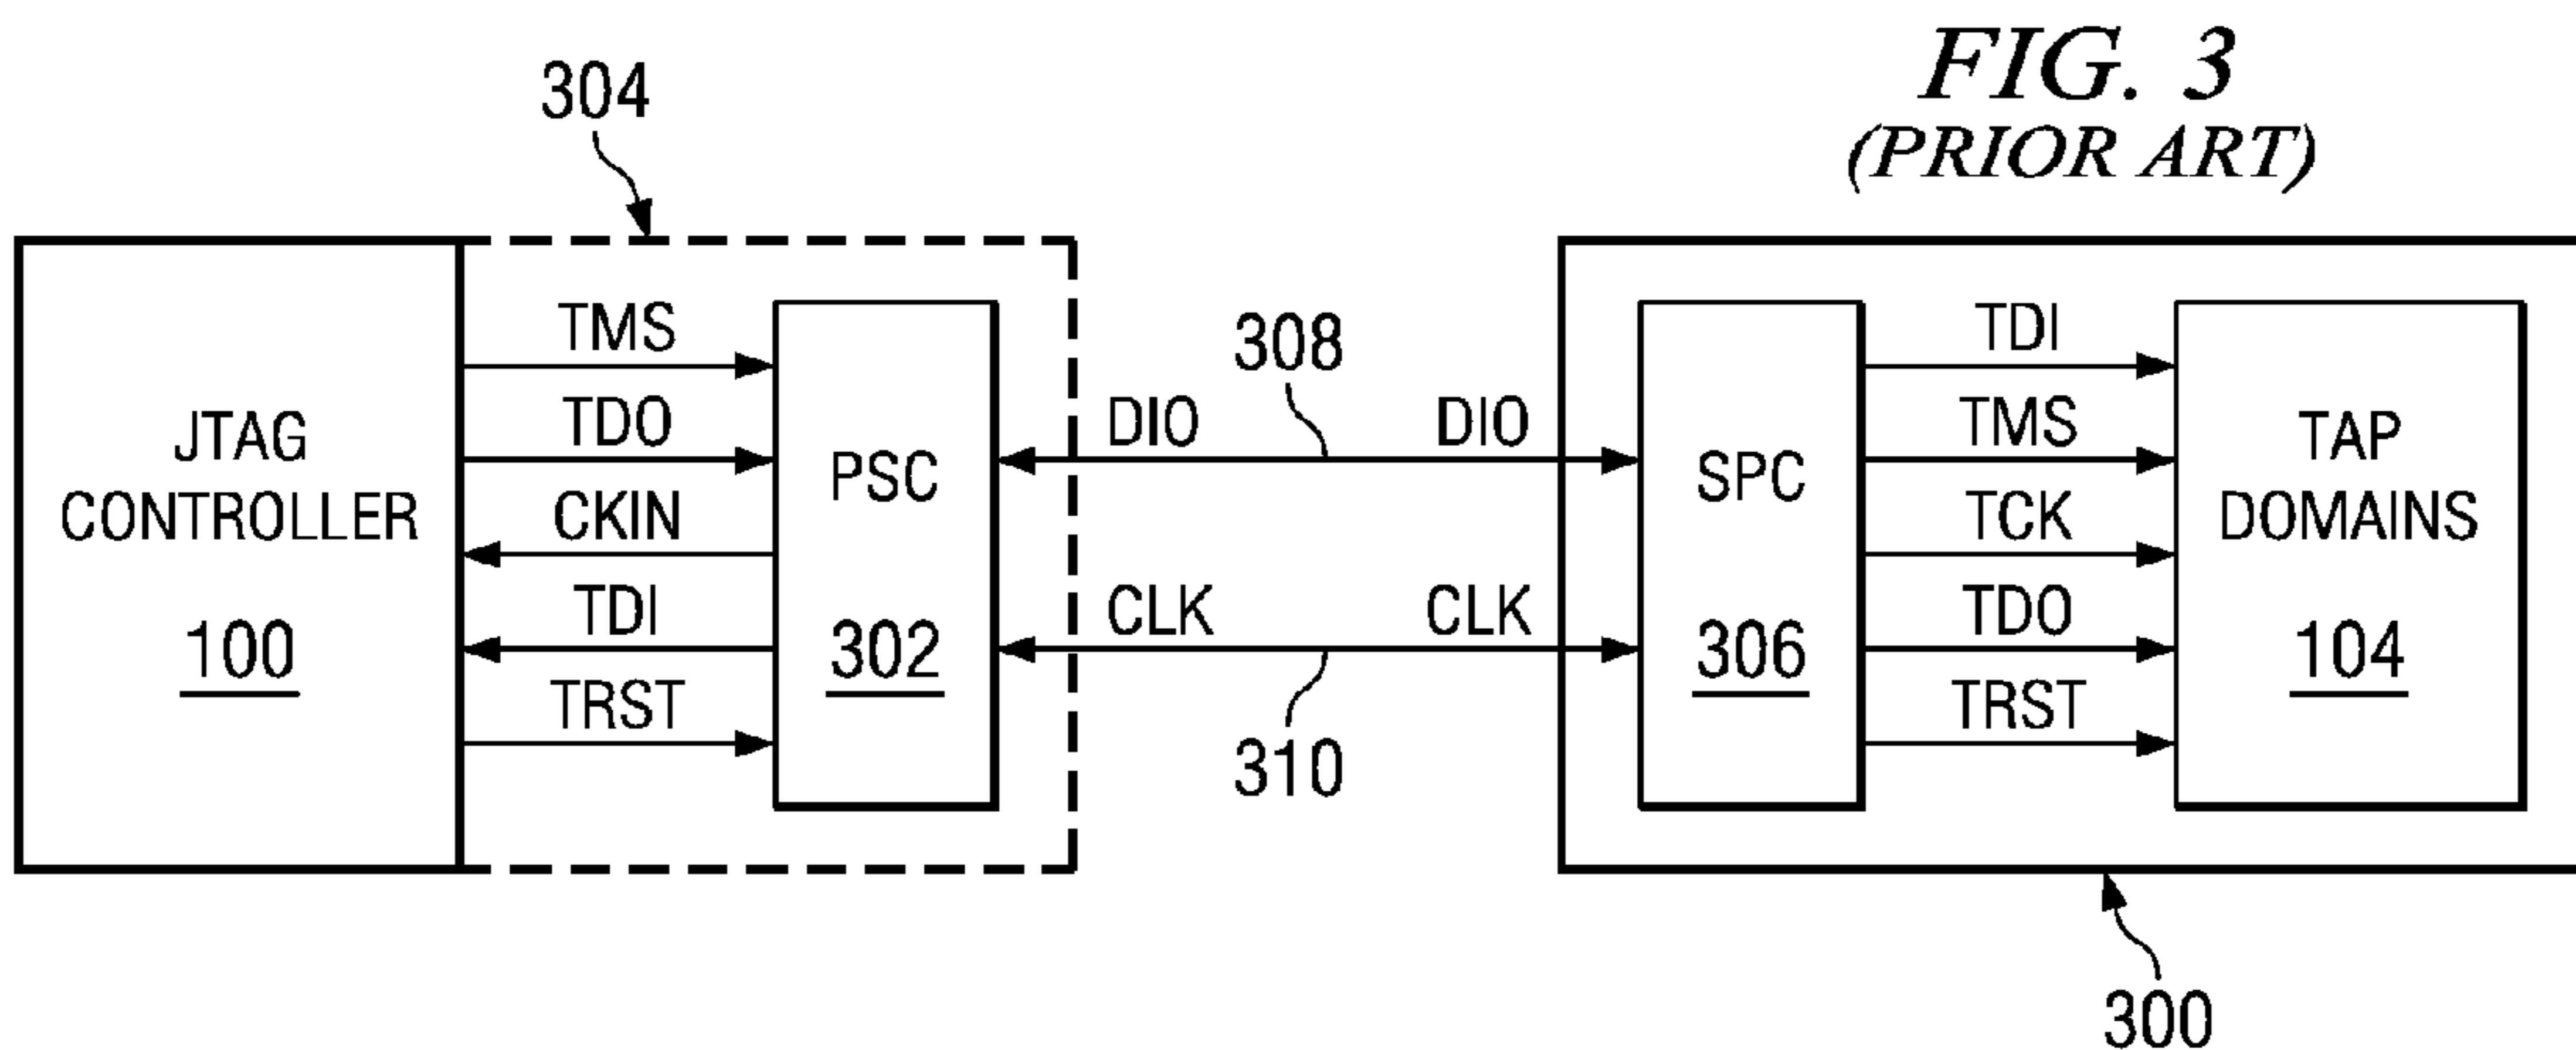 FIG. 3
(PRIOR ART)
304
JTAG
CONTROLLER
100
TMS
TDO
CKIN
TDI
TRST
PSC
302
308
DIO
DIO
CLK
CLK
310
SPC
306
TDI
TMS
TCK
TDO
TRST
TAP
DOMAINS
104
300